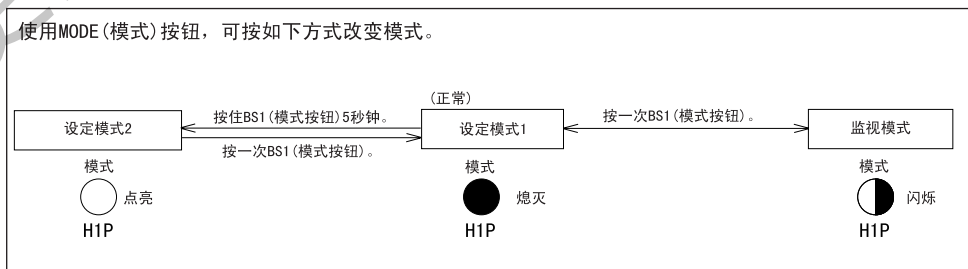 使用MODE(模式)按钮，可按如下方式改变模式。
(正常)
按住BS1(模式按钮)5秒钟。
按一次BS1(模式按钮)。
设定模式2
设定模式1
监视模式
按一次BS1(模式按钮)。
模式
模式
模式
点亮
熄灭
闪烁
H1P
H1P
H1P